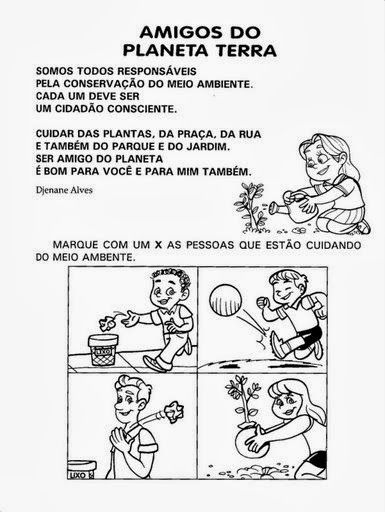 AMIGOS DO
PLANETA TERRA
SOMOS TODOS RESPONSÁVEIS
PELA CONSERVAÇÃO DO MEIO AMBIENTE.
CADA UM DEVE SER
UM CIDADÃO CONSCIENTE.
CUIDAR DAS PLANTAS, DA PRAÇA, DA RUA
E TAMBÉM DO PARQUE E DO JARDIM.
SER AMIGO DO PLANETA
É BOM PARA VOCÊ E PARA MIM TAMBÉM.
Djenane Alves
MARQUE COM UM X AS PESSOAS QUE ESTÃO CUIDANDO
DO MEIO AMBENTE.
LIXO
LIXO